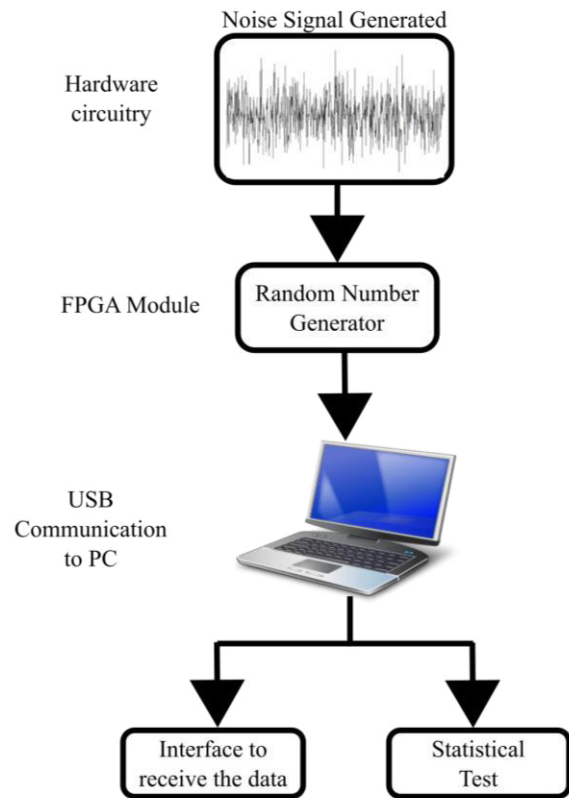 Noise Signal Generated
Hardware
circuitry
FPGA Module
Random Number
Generator
USB
Communication
to PC
Interface to
receive the data
Statistical
Test